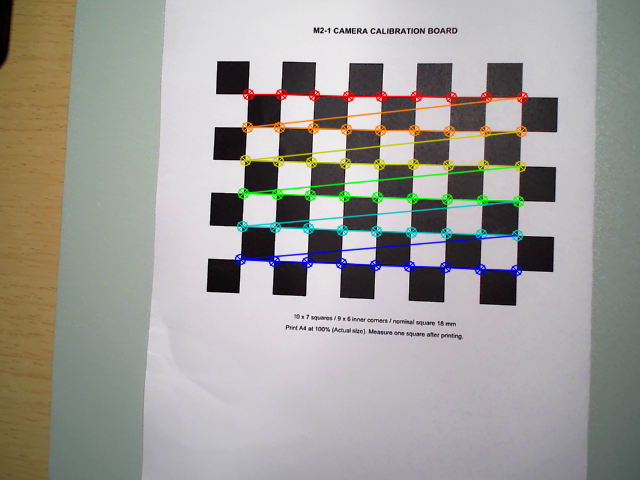 M2-1 CAMERA CALIBRATION BOARD
10 x 7 squares / 9 x 6 inner corners / nominal square 18 mm
Print A4 at 100% (Actual size). Measure one square after printing.